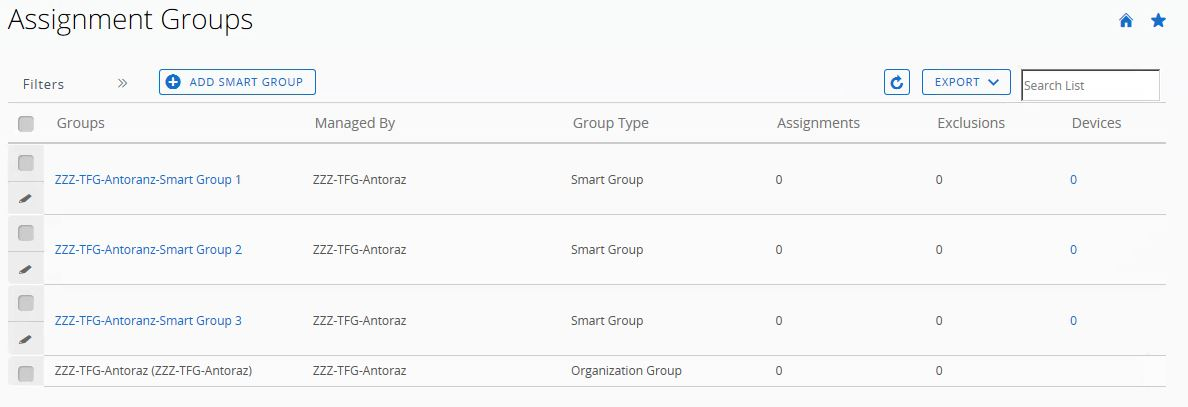 Assignment Groups
Filters » ADD SMART GROUP EXPORT Search List
Groups Managed By Group Type Assignments Exclusions Devices
ZZZ-TFG-Antoranz-Smart Group 1 ZZZ-TFG-Antoraz Smart Group 0 0 0
ZZZ-TFG-Antoranz-Smart Group 2 ZZZ-TFG-Antoraz Smart Group 0 0 0
ZZZ-TFG-Antoranz-Smart Group 3 ZZZ-TFG-Antoraz Smart Group 0 0 0
ZZZ-TFG-Antoraz (ZZZ-TFG-Antoraz) ZZZ-TFG-Antoraz Organization Group 0 0